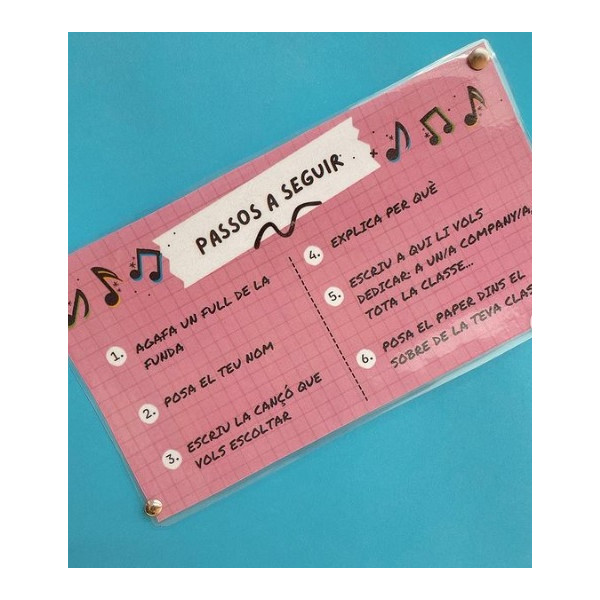 PASSOS A SEGUIR
1. AGAFA UN FULL DE LA
FUNDA
2. POSA EL TEU NOM
3. ESCRIU LA CANÇÓ QUE
VOLS ESCOLTAR
4. EXPLICA PER QUÈ
5. ESCRIU A QUI LI VOLS
DEDICAR: A UN/A COMPANY/A,
TOTA LA CLASSE...
6. POSA EL PAPER DINS EL
SOBRE DE LA TEVA